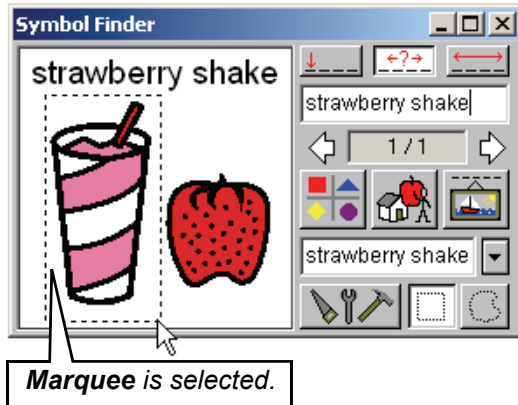 Symbol Finder
strawberry shake
←?→
strawberry shake
1 / 1
strawberry shake
Marquee is selected.